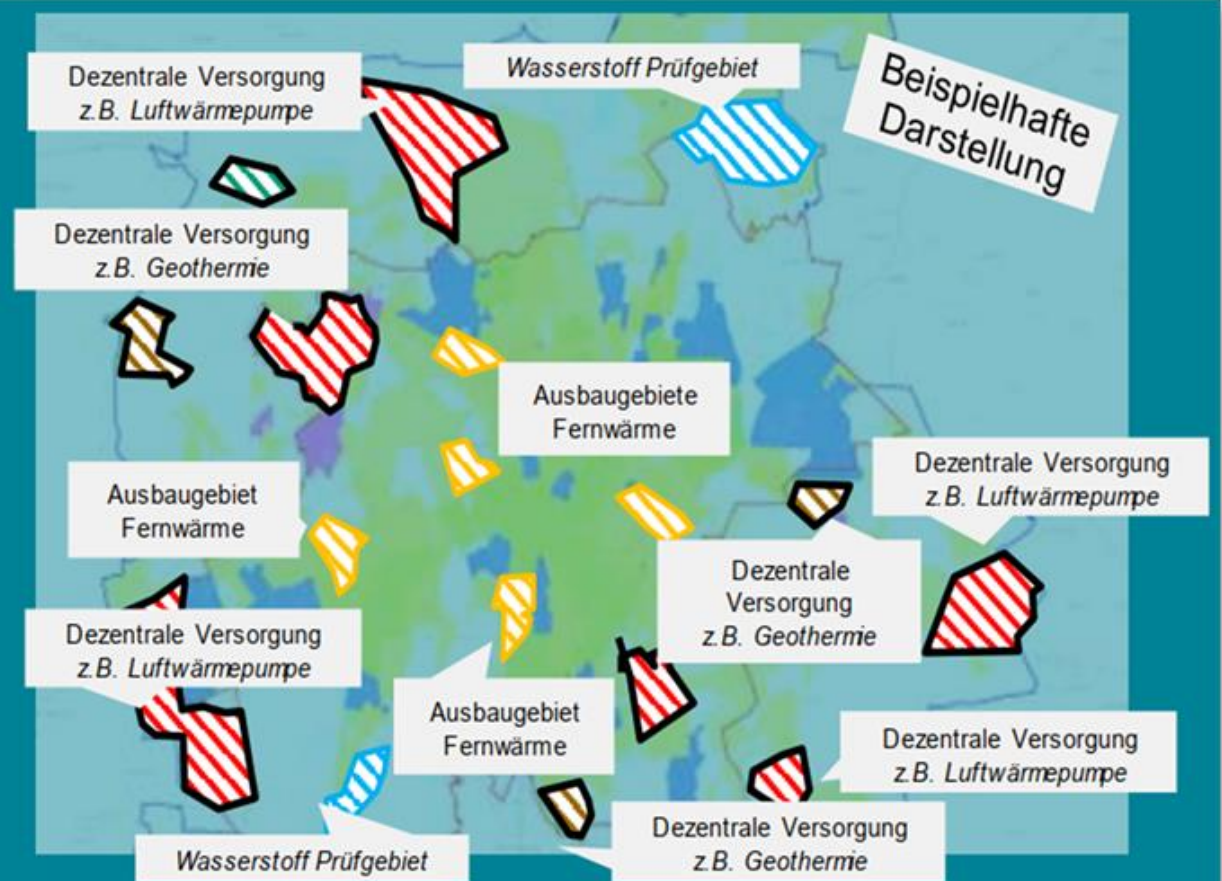 Dezentrale Versorgung
z.B. Luftwärmepumpe
Wasserstoff Prüfgebiet
Beispielhafte
Darstellung
Dezentrale Versorgung
z.B. Geothermie
Ausbaugebiete
Fernwärme
Dezentrale Versorgung
z.B. Luftwärmepumpe
Ausbaugebiet
Fernwärme
Dezentrale
Versorgung
z.B. Geothermie
Dezentrale Versorgung
z.B. Luftwärmepumpe
Ausbaugebiet
Fernwärme
Dezentrale Versorgung
z.B. Luftwärmepumpe
Dezentrale Versorgung
z.B. Geothermie
Wasserstoff Prüfgebiet